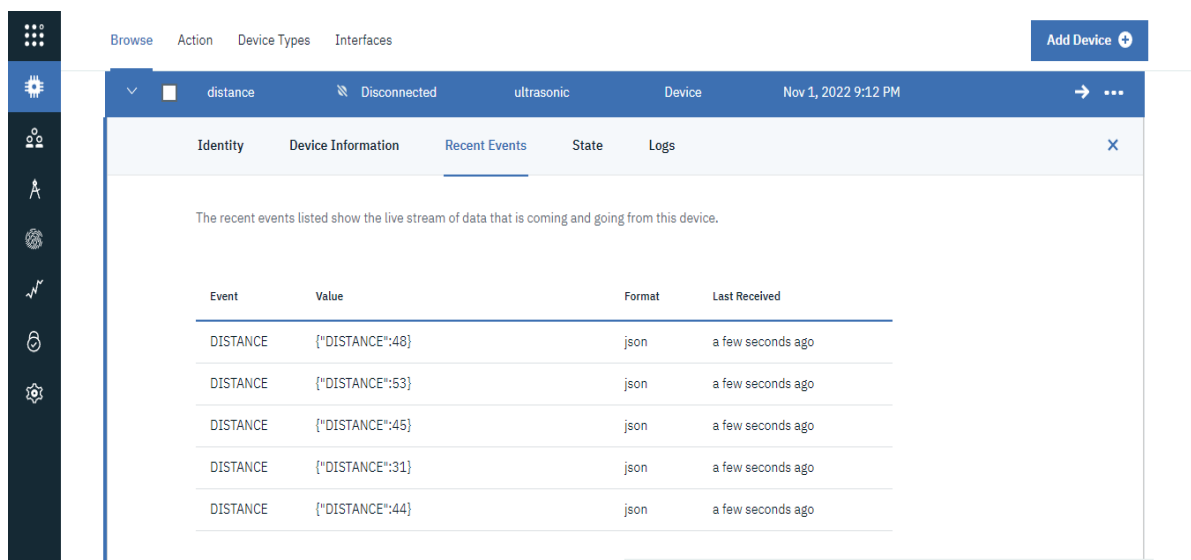 Browse Action Device Types Interfaces Add Device
distance Disconnected ultrasonic Device Nov 1, 2022 9:12 PM
Identity Device Information Recent Events State Logs
The recent events listed show the live stream of data that is coming and going from this device.
Event Value Format Last Received
DISTANCE {"DISTANCE":48} json a few seconds ago
DISTANCE {"DISTANCE":53} json a few seconds ago
DISTANCE {"DISTANCE":45} json a few seconds ago
DISTANCE {"DISTANCE":31} json a few seconds ago
DISTANCE {"DISTANCE":44} json a few seconds ago